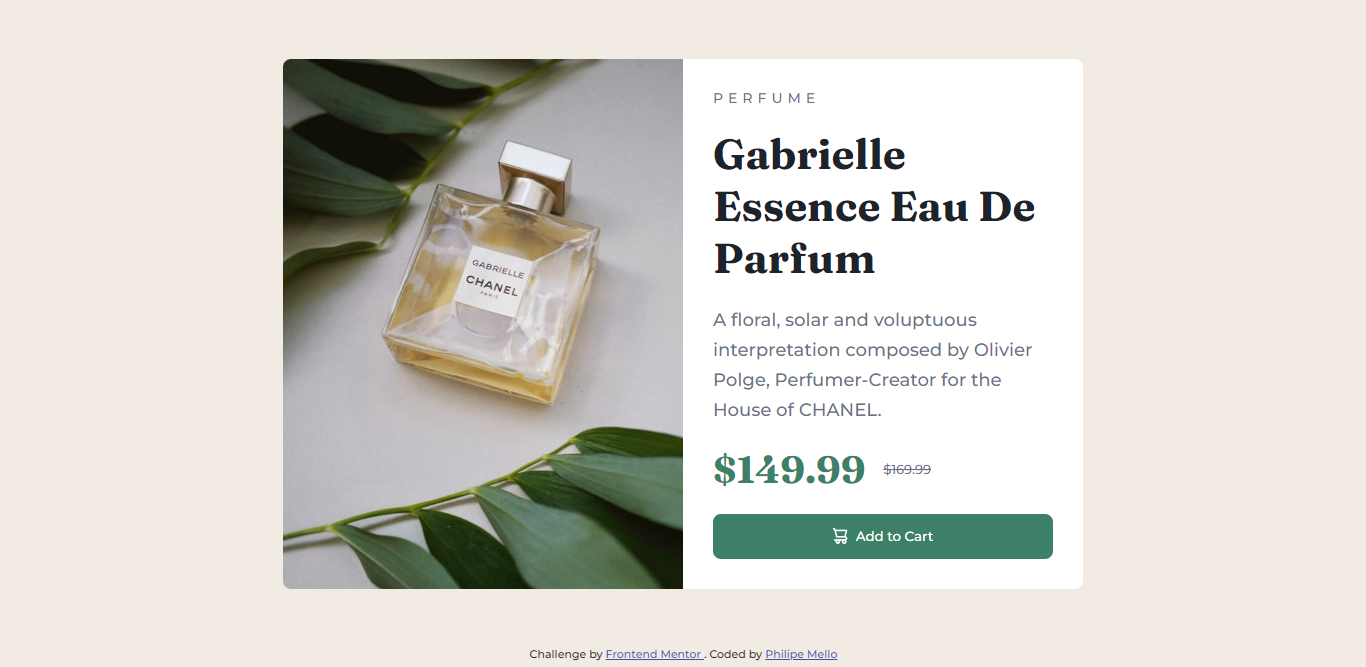 GABRIELLE
CHANEL
PARIS
PERFUME
Gabrielle
Essence Eau De
Parfum
A floral, solar and voluptuous
interpretation composed by Olivier
Polge, Perfumer-Creator for the
House of CHANEL.
$149.99 $169.99
Add to Cart
Challenge by Frontend Mentor . Coded by Philipe Mello